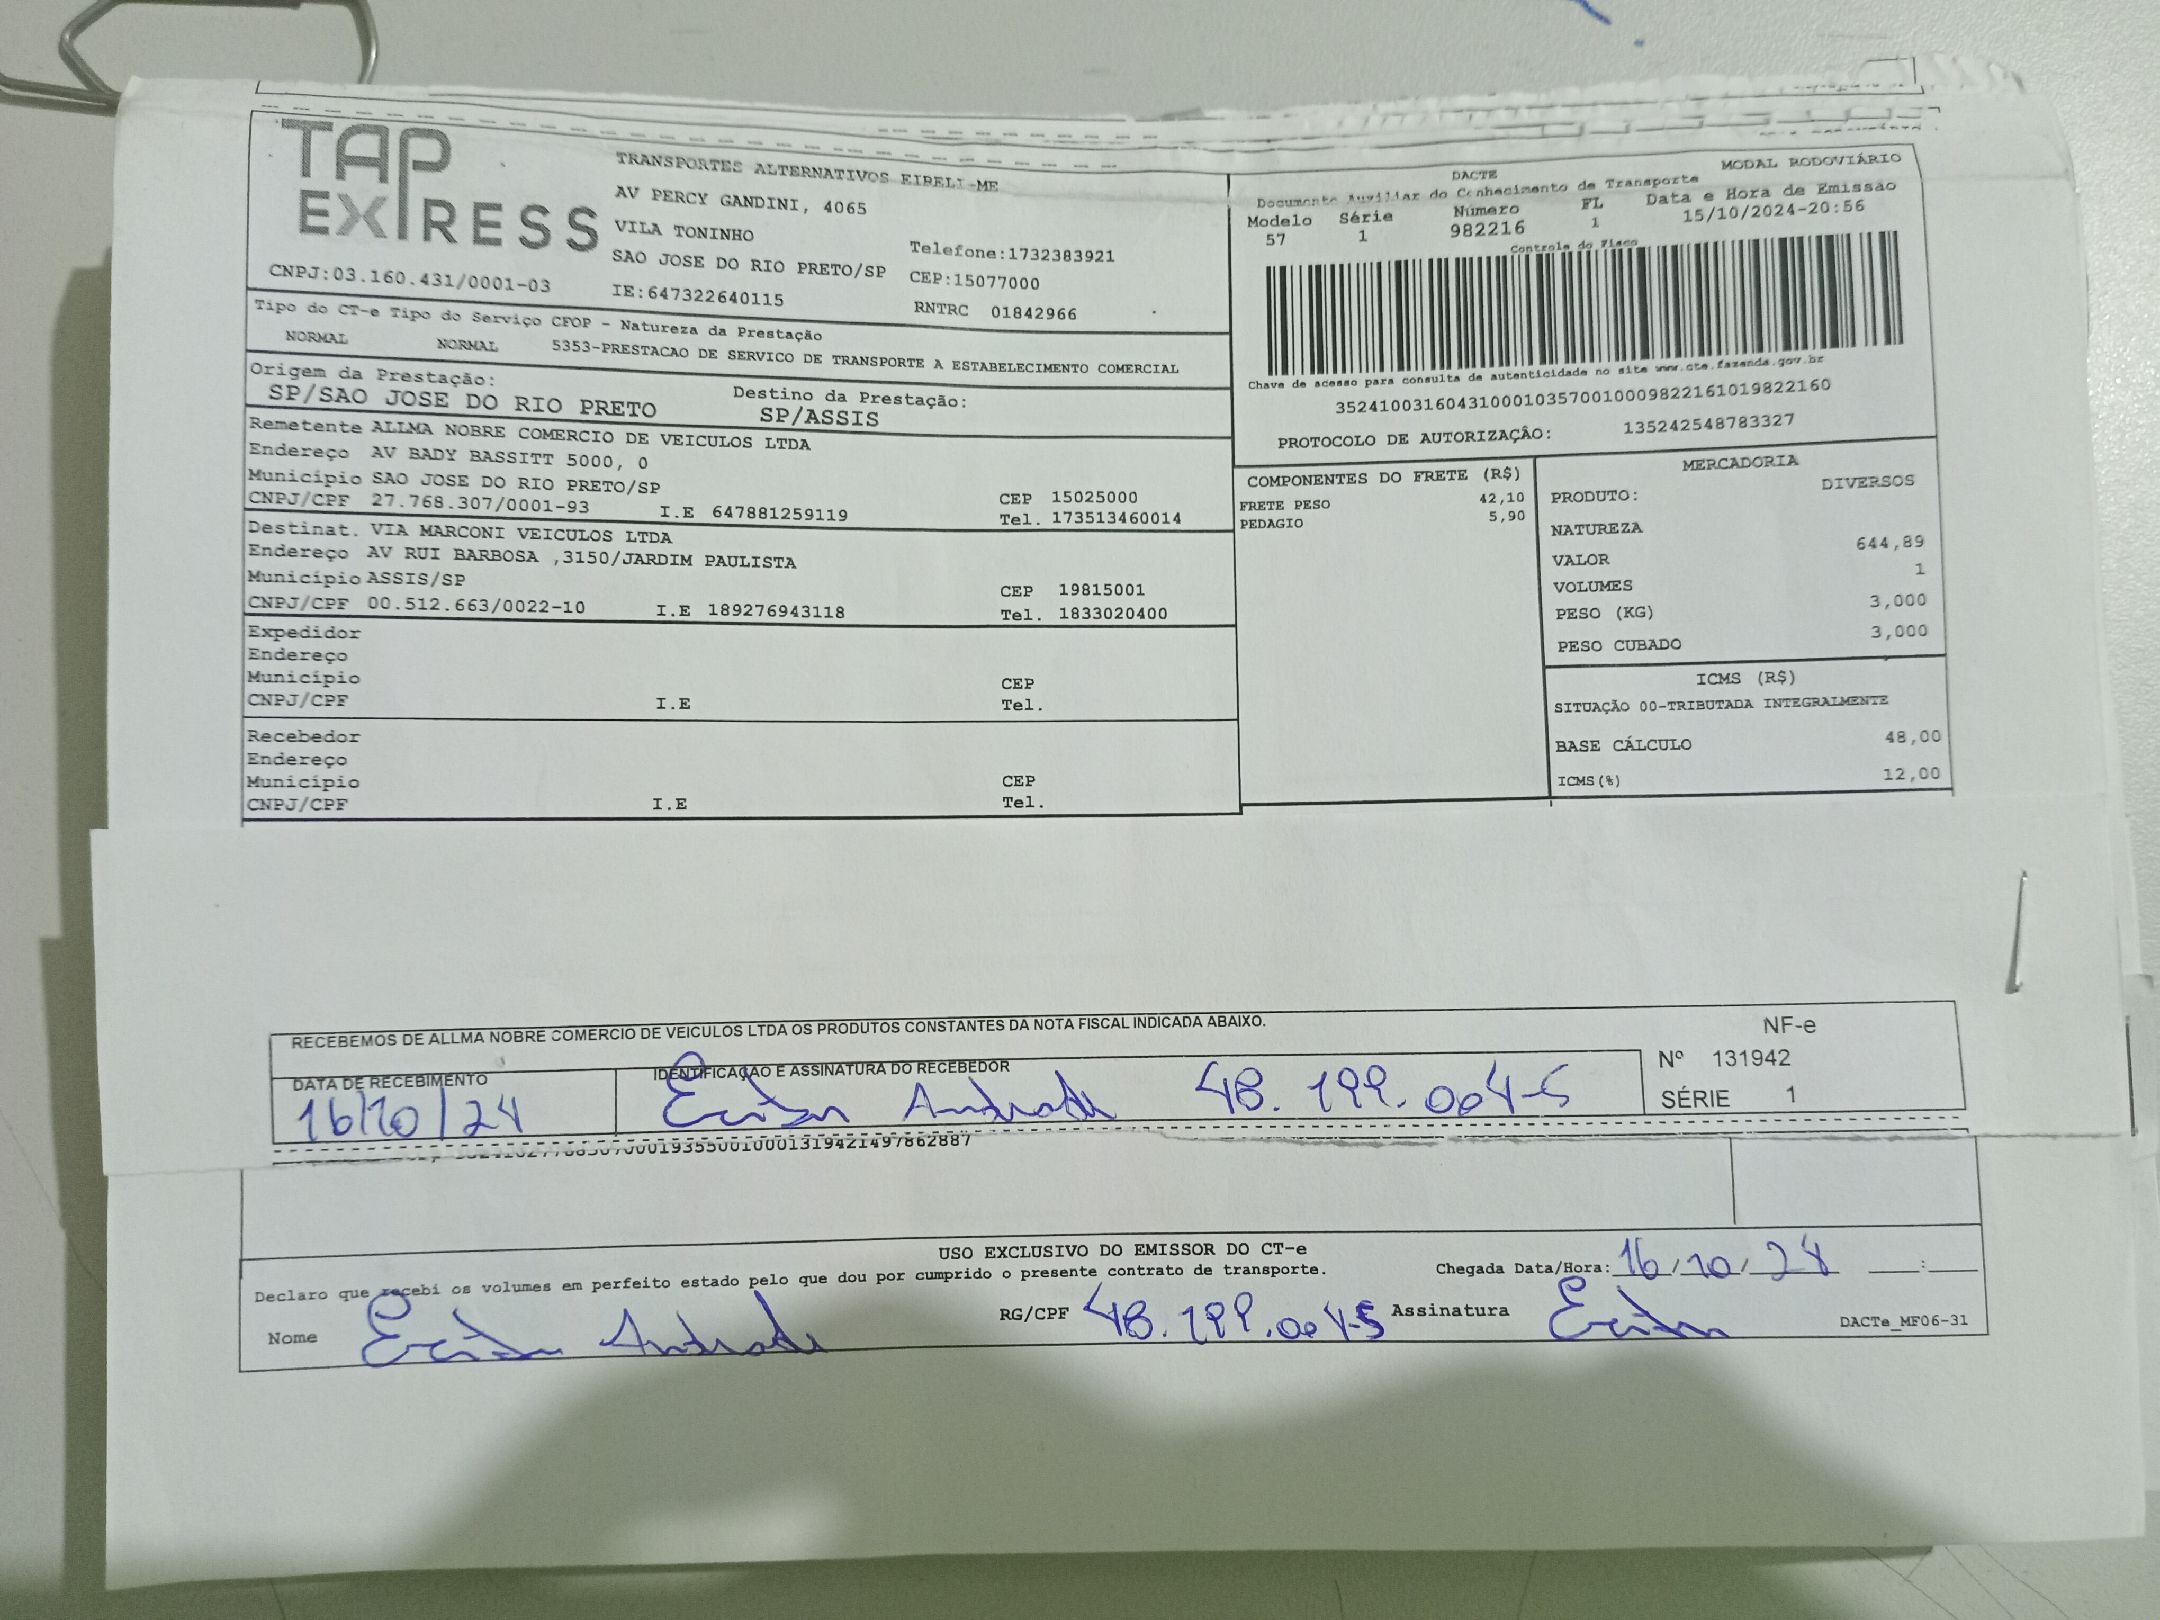 TAP EXPRESS
TRANSPORTES ALTERNATIVOS EIRELI-ME
AV PERCY GANDINI, 4065
VILA TONINHO
SAO JOSE DO RIO PRETO/SP
Telefone:1732383921
CEP:15077000
CNPJ:03.160.431/0001-03
IE:647322640115
RNTRC 01842966
DACTE
MODAL RODOVIÁRIO
Documento Auxiliar do Conhecimento de Transporte
Modelo Série Número FL Data e Hora de Emissão
57 1 982216 1 15/10/2024-20:56
Controle do Fisco
Chave de acesso para consulta de autenticidade no site www.cte.fazenda.gov.br
35241003160431000103570010009822161019822160
PROTOCOLO DE AUTORIZAÇÂO: 135242548783327
Tipo do CT-e Tipo do Serviço CFOP - Natureza da Prestação
NORMAL NORMAL 5353-PRESTACAO DE SERVICO DE TRANSPORTE A ESTABELECIMENTO COMERCIAL
Origem da Prestação: Destino da Prestação:
SP/SAO JOSE DO RIO PRETO SP/ASSIS
Remetente ALLMA NOBRE COMERCIO DE VEICULOS LTDA
Endereço AV BADY BASSITT 5000, 0
Município SAO JOSE DO RIO PRETO/SP CEP 15025000
CNPJ/CPF 27.768.307/0001-93 I.E 647881259119 Tel. 173513460014
Destinat. VIA MARCONI VEICULOS LTDA
Endereço AV RUI BARBOSA ,3150/JARDIM PAULISTA
Município ASSIS/SP CEP 19815001
CNPJ/CPF 00.512.663/0022-10 I.E 189276943118 Tel. 1833020400
Expedidor
Endereço
Município CEP
CNPJ/CPF I.E Tel.
Recebedor
Endereço
Município CEP
CNPJ/CPF I.E Tel.
COMPONENTES DO FRETE (R$)
FRETE PESO 42,10
PEDAGIO 5,90
MERCADORIA
PRODUTO: DIVERSOS
NATUREZA
VALOR 644,89
VOLUMES 1
PESO (KG) 3,000
PESO CUBADO 3,000
ICMS (R$)
SITUAÇÃO 00-TRIBUTADA INTEGRALMENTE
BASE CÁLCULO 48,00
ICMS(%) 12,00
RECEBEMOS DE ALLMA NOBRE COMERCIO DE VEICULOS LTDA OS PRODUTOS CONSTANTES DA NOTA FISCAL INDICADA ABAIXO.
NF-e
Nº 131942
SÉRIE 1
DATA DE RECEBIMENTO
16/10/24
IDENTIFICAÇÃO E ASSINATURA DO RECEBEDOR
Andrade 48.199.004-5
USO EXCLUSIVO DO EMISSOR DO CT-e
Declaro que recebi os volumes em perfeito estado pelo que dou por cumprido o presente contrato de transporte.
Chegada Data/Hora: 16/10/24 __:__
Nome Andrade RG/CPF 48.199.004-5 Assinatura
DACTe_MF06-31